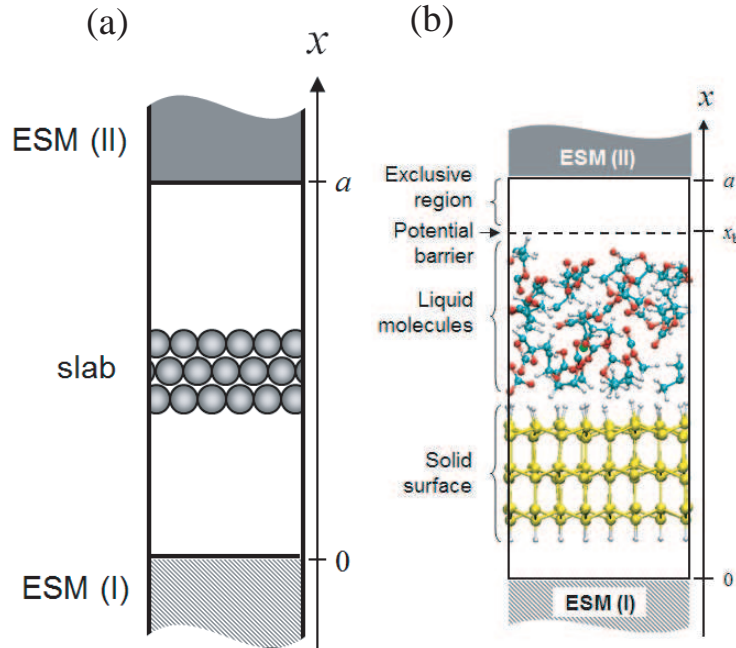 (a)
x
ESM (II)
a
slab
0
ESM (I)
(b)
x
ESM (II)
Exclusive
region
a
Potential
barrier
Liquid
molecules
Solid
surface
0
ESM (I)